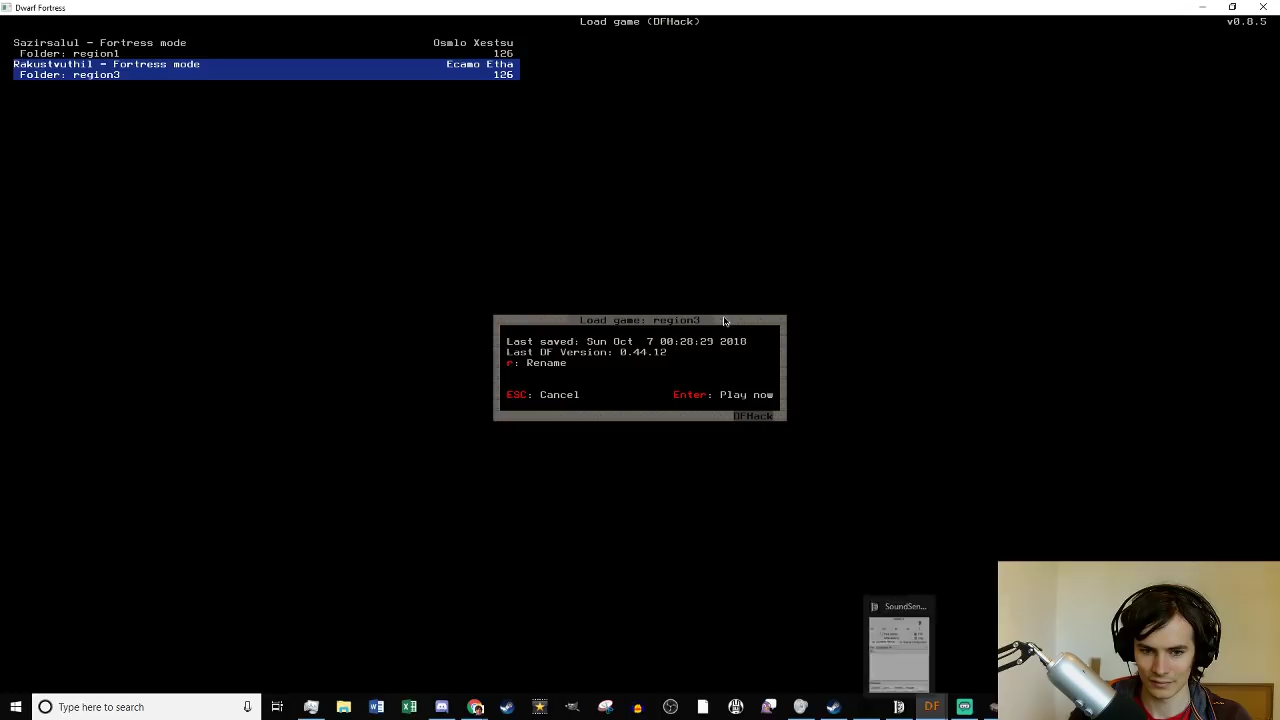 Dwarf Fortress
Load game (DFHack)
v0.8.5
Sazirsalul - Fortress mode Osmlo Xestsu
Folder: region1 126
Rakustvuthil - Fortress mode Ecamo Etha
Folder: region3 126
Load game: region3
Last saved: Sun Oct 7 00:28:29 2018
Last DF Version: 0.44.12
r: Rename
ESC: Cancel Enter: Play now
DFHack
SoundSen...
Type here to search
DF